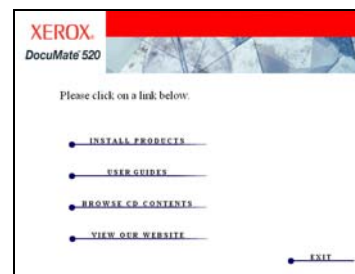 XEROX.
DocuMate 520
Please click on a link below.
INSTALL PRODUCTS
USER GUIDES
BROWSE CD CONTENTS
VIEW OUR WEBSITE
EXIT